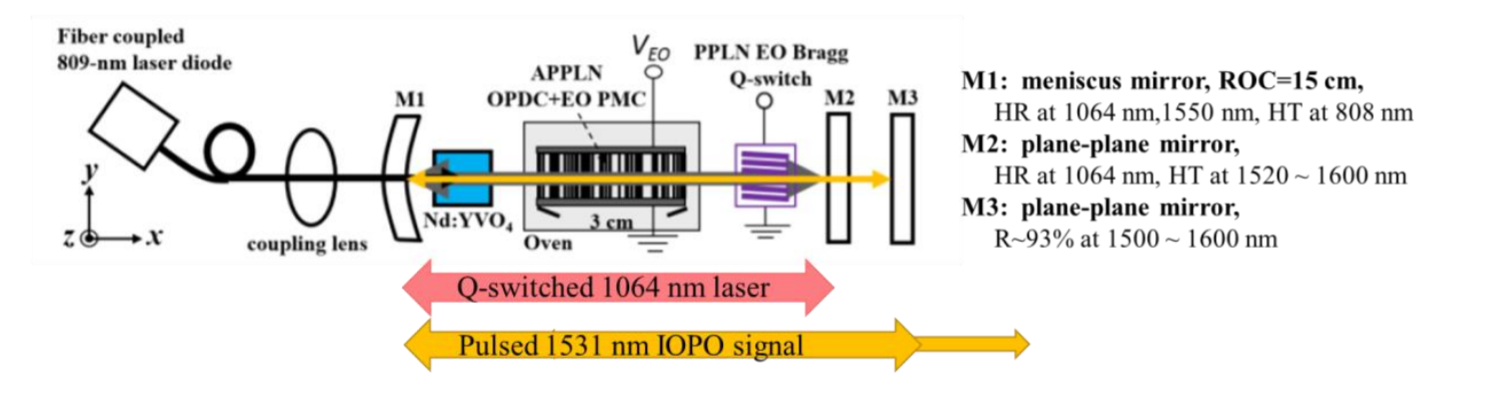 Fiber coupled
809-nm laser diode
V_EO
PPLN EO Bragg
Q-switch
APPLN
OPDC+EO PMC
M1
M2
M3
y
z
x
coupling lens
Nd:YVO₄
3 cm
Oven
Q-switched 1064 nm laser
Pulsed 1531 nm IOPO signal
M1: meniscus mirror, ROC=15 cm,
HR at 1064 nm,1550 nm, HT at 808 nm
M2: plane-plane mirror,
HR at 1064 nm, HT at 1520 ~ 1600 nm
M3: plane-plane mirror,
R~93% at 1500 ~ 1600 nm